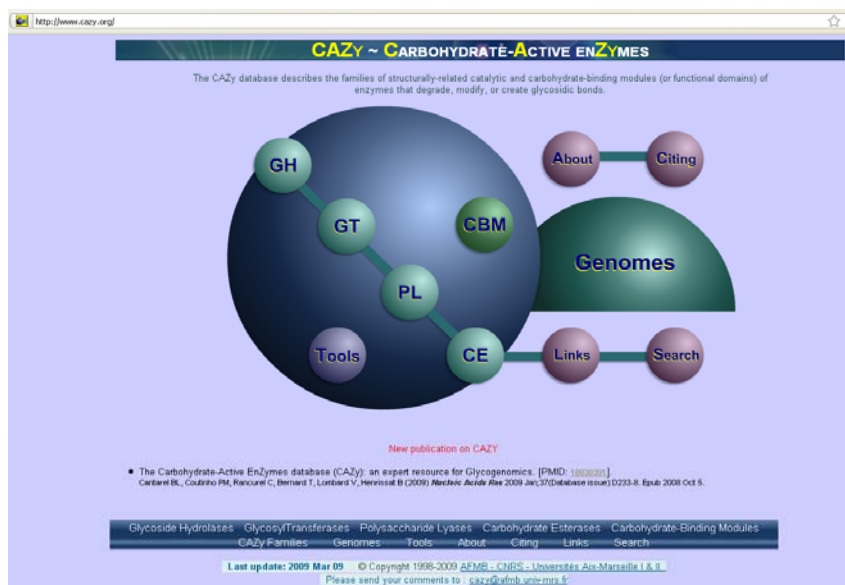 http://www.cazy.org/
CAZY ~ CARBOHYDRATE-ACTIVE ENZYMES
The CAZy database describes the families of structurally-related catalytic and carbohydrate-binding modules (or functional domains) of
enzymes that degrade, modify, or create glycosidic bonds.
GH
About
Citing
GT
CBM
Genomes
PL
Tools
CE
Links
Search
New publication on CAZY
The Carbohydrate-Active EnZymes database (CAZy): an expert resource for Glycogenomics. [PMID: ].
Cantarel BL, Coutinho PM, Rancurel C, Bernard T, Lombard V, Henrissat B (2009) Nucleic Acids Res 2009 Jan;37(Database issue):D233-8. Epub 2008 Oct 5.
Glycoside Hydrolases GlycosylTransferases Polysaccharide Lyases Carbohydrate Esterases Carbohydrate-Binding Modules
CAZy Families Genomes Tools About Citing Links Search
Last update: 2009 Mar 09 © Copyright 1998-2009 AFMB - CNRS - Universités Aix-Marseille I & II
Please send your comments to : cazy@afmb.univ-mrs.fr